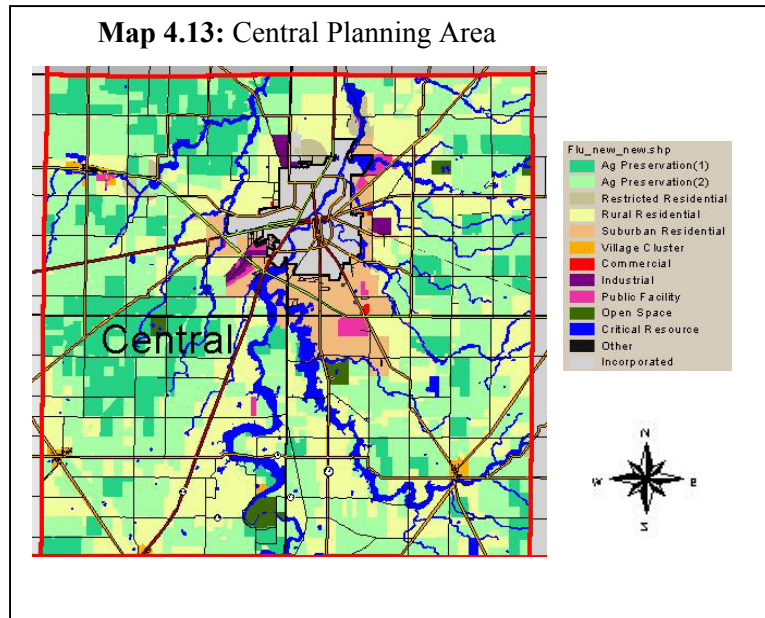 Map 4.13: Central Planning Area
Central
Flu_new_new.shp
Ag Preservation(1)
Ag Preservation(2)
Restricted Residential
Rural Residential
Suburban Residential
Village Cluster
Commercial
Industrial
Public Facility
Open Space
Critical Resource
Other
Incorporated
N
W E
S